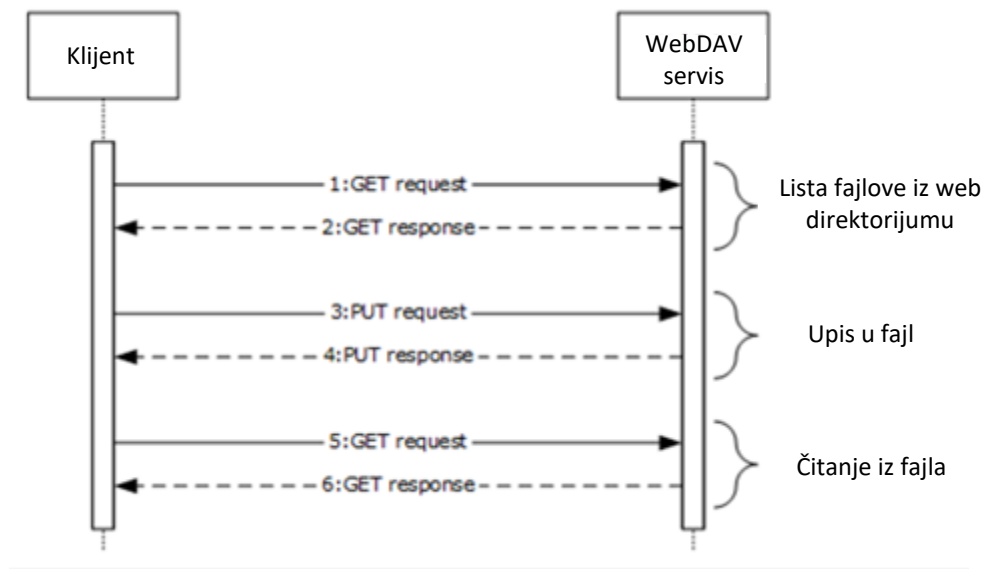 Klijent
WebDAV
servis
1:GET request
2:GET response
Lista fajlove iz web
direktorijumu
3:PUT request
4:PUT response
Upis u fajl
5:GET request
6:GET response
Čitanje iz fajla